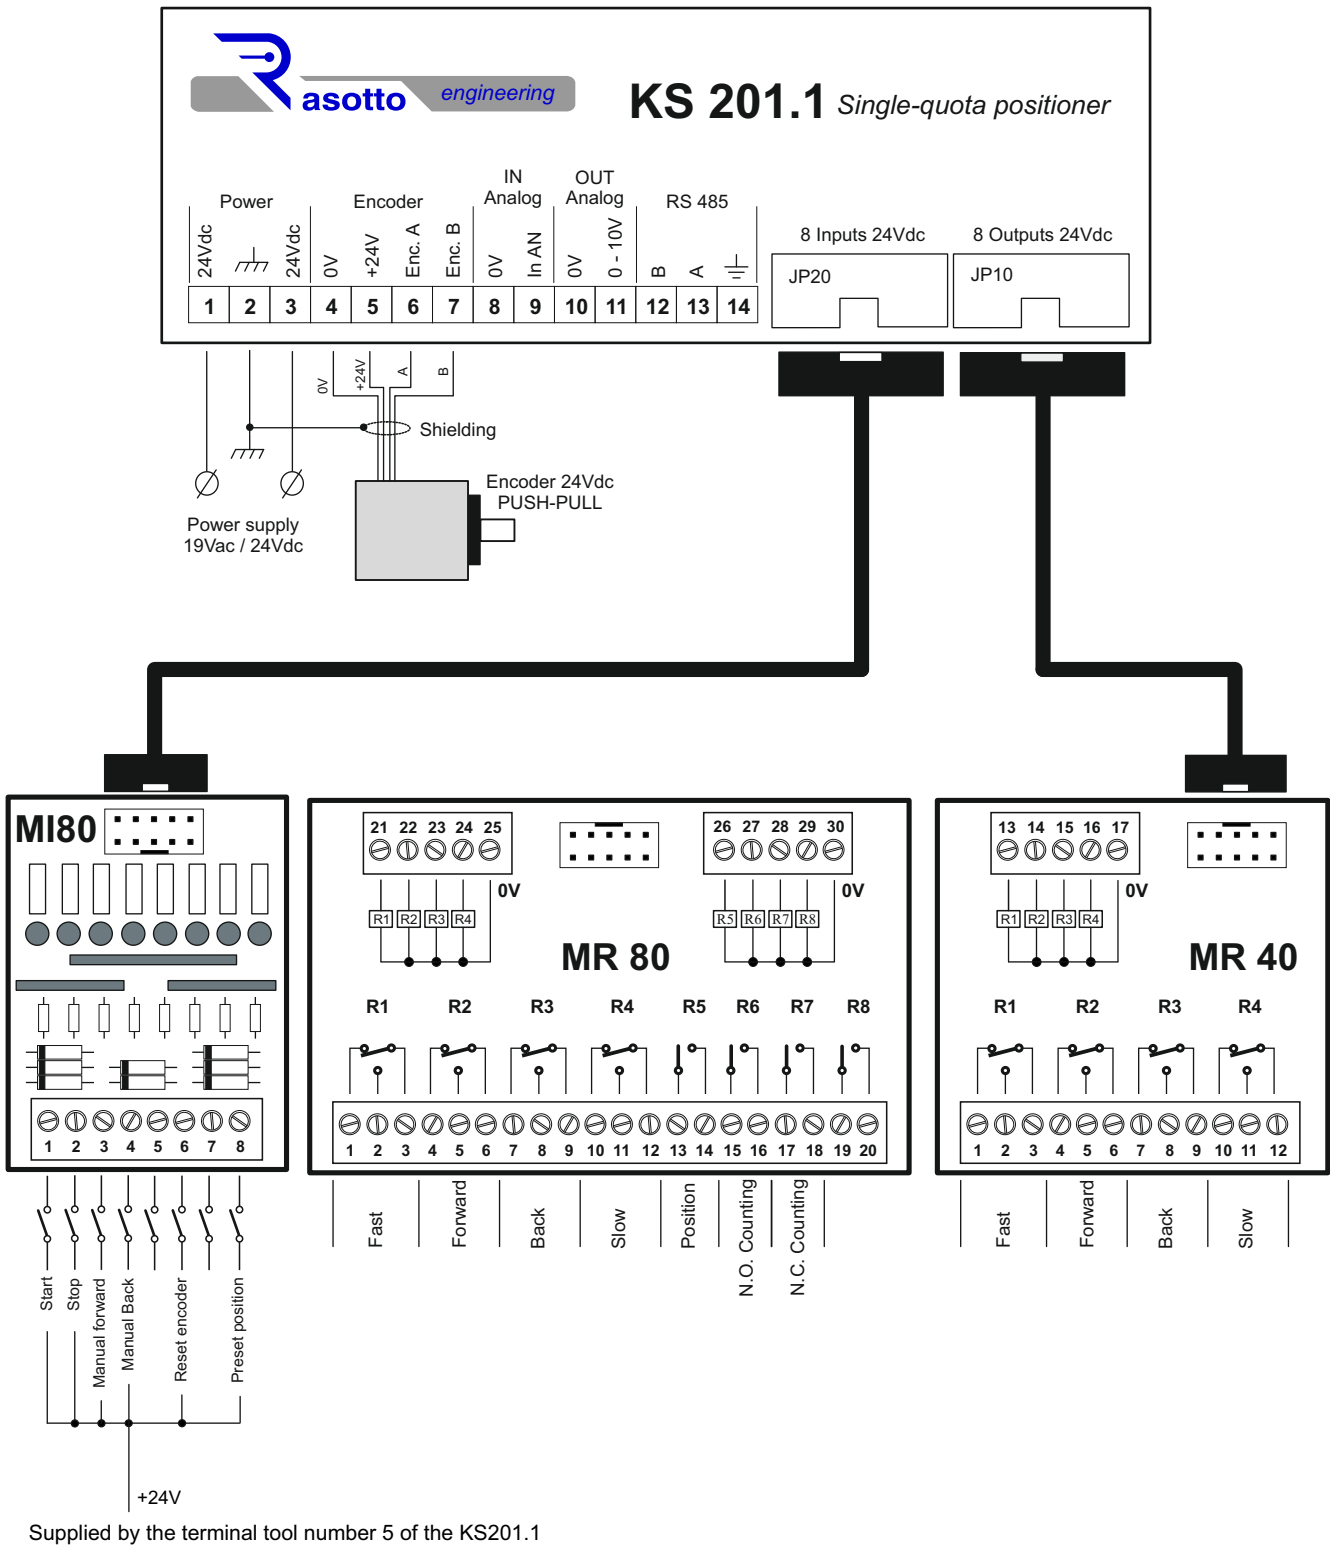 asotto engineering
KS 201.1 Single-quota positioner
IN OUT
Power Encoder Analog Analog RS 485
24Vdc 24Vdc 0V +24V Enc. A Enc. B 0V In AN 0V 0 - 10V B A
8 Inputs 24Vdc 8 Outputs 24Vdc
JP20 JP10
1 2 3 4 5 6 7 8 9 10 11 12 13 14
0V +24V A B
Shielding
Encoder 24Vdc
PUSH-PULL
Power supply
19Vac / 24Vdc
MI80
1 2 3 4 5 6 7 8
Start
Stop
Manual forward
Manual Back
Reset encoder
Preset position
+24V
Supplied by the terminal tool number 5 of the KS201.1
21 22 23 24 25
26 27 28 29 30
0V 0V
R1 R2 R3 R4
R5 R6 R7 R8
MR 80
R1 R2 R3 R4 R5 R6 R7 R8
1 2 3 4 5 6 7 8 9 10 11 12 13 14 15 16 17 18 19 20
Fast
Forward
Back
Slow
Position
N.O. Counting
N.C. Counting
13 14 15 16 17
0V
R1 R2 R3 R4
MR 40
R1 R2 R3 R4
1 2 3 4 5 6 7 8 9 10 11 12
Fast
Forward
Back
Slow